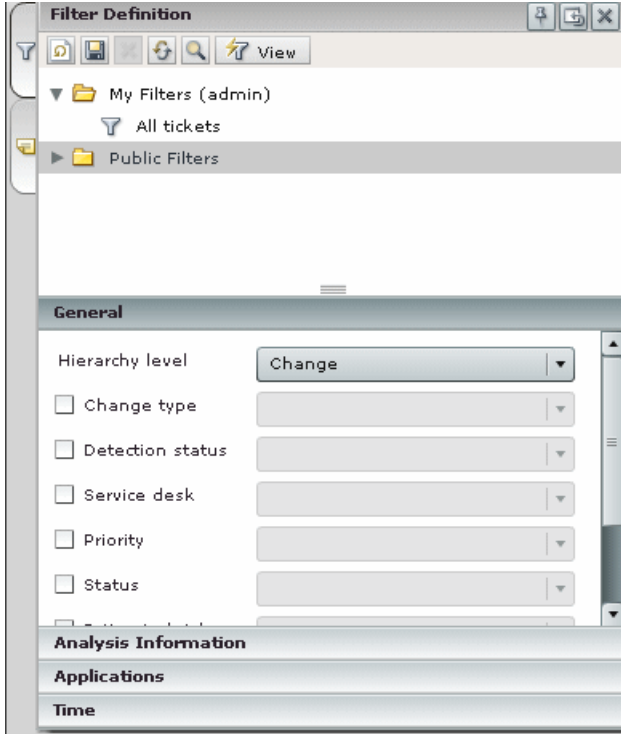 Filter Definition
View
My Filters (admin)
All tickets
Public Filters
General
Hierarchy level
Change
Change type
Detection status
Service desk
Priority
Status
Analysis Information
Applications
Time